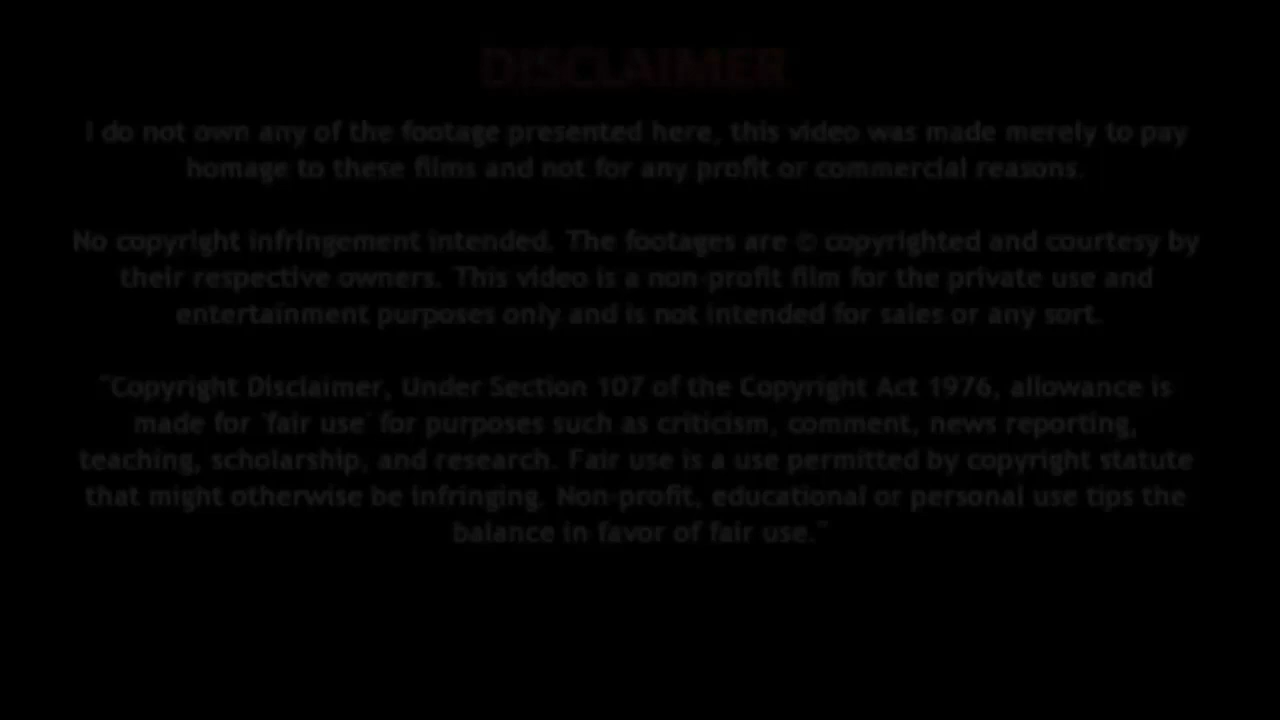 DISCLAIMER
I do not own any of the footage presented here, this video was made merely to pay
homage to these films and not for any profit or commercial reasons.
No copyright infringement intended. The footages are © copyrighted and courtesy by
their respective owners. This video is a non-profit film for the private use and
entertainment purposes only and is not intended for sales or any sort.
"Copyright Disclaimer, Under Section 107 of the Copyright Act 1976, allowance is
made for 'fair use' for purposes such as criticism, comment, news reporting,
teaching, scholarship, and research. Fair use is a use permitted by copyright statute
that might otherwise be infringing. Non-profit, educational or personal use tips the
balance in favor of fair use."